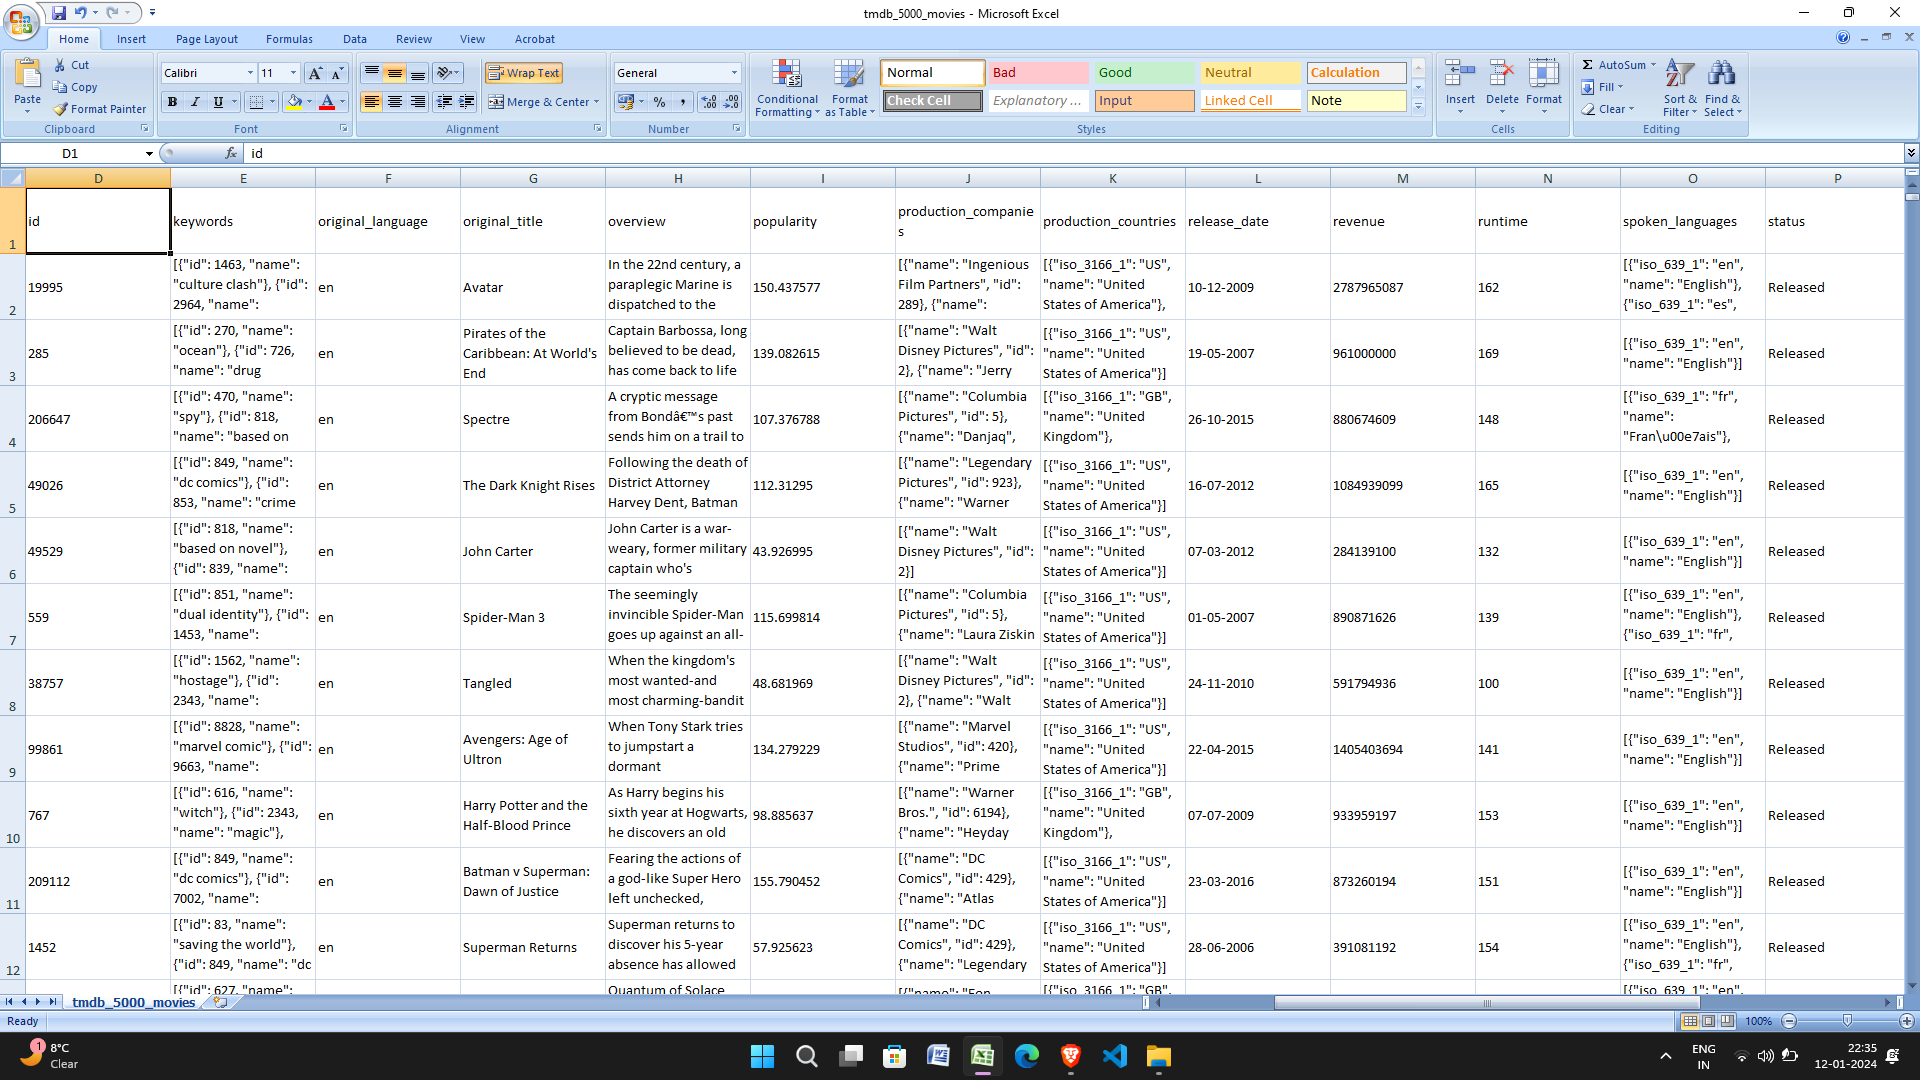 tmdb_5000_movies - Microsoft Excel
Home Insert Page Layout Formulas Data Review View Acrobat
Paste
Cut
Copy
Format Painter
Clipboard
Calibri 11
B I U
Font
Wrap Text
Merge & Center
Alignment
General
% ,
Number
Conditional Formatting
Format as Table
Normal Bad Good Neutral Calculation
Check Cell Explanatory ... Input Linked Cell Note
Styles
Insert Delete Format
Cells
Σ AutoSum
Fill
Clear
Sort & Filter
Find & Select
Editing
D1 fx id
D E F G H I J K L M N O P
1 id keywords original_language original_title overview popularity production_companies production_countries release_date revenue runtime spoken_languages status
2 19995 [{"id": 1463, "name": "culture clash"}, {"id": 2964, "name": en Avatar In the 22nd century, a paraplegic Marine is dispatched to the 150.437577 [{"name": "Ingenious Film Partners", "id": 289}, {"name": [{"iso_3166_1": "US", "name": "United States of America"}, 10-12-2009 2787965087 162 [{"iso_639_1": "en", "name": "English"}, {"iso_639_1": "es", Released
3 285 [{"id": 270, "name": "ocean"}, {"id": 726, "name": "drug en Pirates of the Caribbean: At World's End Captain Barbossa, long believed to be dead, has come back to life 139.082615 [{"name": "Walt Disney Pictures", "id": 2}, {"name": "Jerry [{"iso_3166_1": "US", "name": "United States of America"}] 19-05-2007 961000000 169 [{"iso_639_1": "en", "name": "English"}] Released
4 206647 [{"id": 470, "name": "spy"}, {"id": 818, "name": "based on en Spectre A cryptic message from Bondâ€™s past sends him on a trail to 107.376788 [{"name": "Columbia Pictures", "id": 5}, {"name": "Danjaq", [{"iso_3166_1": "GB", "name": "United Kingdom"}, 26-10-2015 880674609 148 [{"iso_639_1": "fr", "name": "Fran\u00e7ais"}, Released
5 49026 [{"id": 849, "name": "dc comics"}, {"id": 853, "name": "crime en The Dark Knight Rises Following the death of District Attorney Harvey Dent, Batman 112.31295 [{"name": "Legendary Pictures", "id": 923}, {"name": "Warner [{"iso_3166_1": "US", "name": "United States of America"}] 16-07-2012 1084939099 165 [{"iso_639_1": "en", "name": "English"}] Released
6 49529 [{"id": 818, "name": "based on novel"}, {"id": 839, "name": en John Carter John Carter is a war-weary, former military captain who's 43.926995 [{"name": "Walt Disney Pictures", "id": 2}] [{"iso_3166_1": "US", "name": "United States of America"}] 07-03-2012 284139100 132 [{"iso_639_1": "en", "name": "English"}] Released
7 559 [{"id": 851, "name": "dual identity"}, {"id": 1453, "name": en Spider-Man 3 The seemingly invincible Spider-Man goes up against an all- 115.699814 [{"name": "Columbia Pictures", "id": 5}, {"name": "Laura Ziskin [{"iso_3166_1": "US", "name": "United States of America"}] 01-05-2007 890871626 139 [{"iso_639_1": "en", "name": "English"}, {"iso_639_1": "fr", Released
8 38757 [{"id": 1562, "name": "hostage"}, {"id": 2343, "name": en Tangled When the kingdom's most wanted-and most charming-bandit 48.681969 [{"name": "Walt Disney Pictures", "id": 2}, {"name": "Walt [{"iso_3166_1": "US", "name": "United States of America"}] 24-11-2010 591794936 100 [{"iso_639_1": "en", "name": "English"}] Released
9 99861 [{"id": 8828, "name": "marvel comic"}, {"id": 9663, "name": en Avengers: Age of Ultron When Tony Stark tries to jumpstart a dormant 134.279229 [{"name": "Marvel Studios", "id": 420}, {"name": "Prime [{"iso_3166_1": "US", "name": "United States of America"}] 22-04-2015 1405403694 141 [{"iso_639_1": "en", "name": "English"}] Released
10 767 [{"id": 616, "name": "witch"}, {"id": 2343, "name": "magic"}, en Harry Potter and the Half-Blood Prince As Harry begins his sixth year at Hogwarts, he discovers an old 98.885637 [{"name": "Warner Bros.", "id": 6194}, {"name": "Heyday [{"iso_3166_1": "GB", "name": "United Kingdom"}, 07-07-2009 933959197 153 [{"iso_639_1": "en", "name": "English"}] Released
11 209112 [{"id": 849, "name": "dc comics"}, {"id": 7002, "name": en Batman v Superman: Dawn of Justice Fearing the actions of a god-like Super Hero left unchecked, 155.790452 [{"name": "DC Comics", "id": 429}, {"name": "Atlas [{"iso_3166_1": "US", "name": "United States of America"}] 23-03-2016 873260194 151 [{"iso_639_1": "en", "name": "English"}] Released
12 1452 [{"id": 83, "name": "saving the world"}, {"id": 849, "name": "dc en Superman Returns Superman returns to discover his 5-year absence has allowed 57.925623 [{"name": "DC Comics", "id": 429}, {"name": "Legendary [{"iso_3166_1": "US", "name": "United States of America"}] 28-06-2006 391081192 154 [{"iso_639_1": "en", "name": "English"}, {"iso_639_1": "fr", Released
[{"id": 627, "name": Quantum of Solace [{"name": "Eon [{"iso_3166_1": "GB", [{"iso_639_1": "en",
tmdb_5000_movies
Ready 100%
1 8°C
Clear
ENG
IN
22:35
12-01-2024